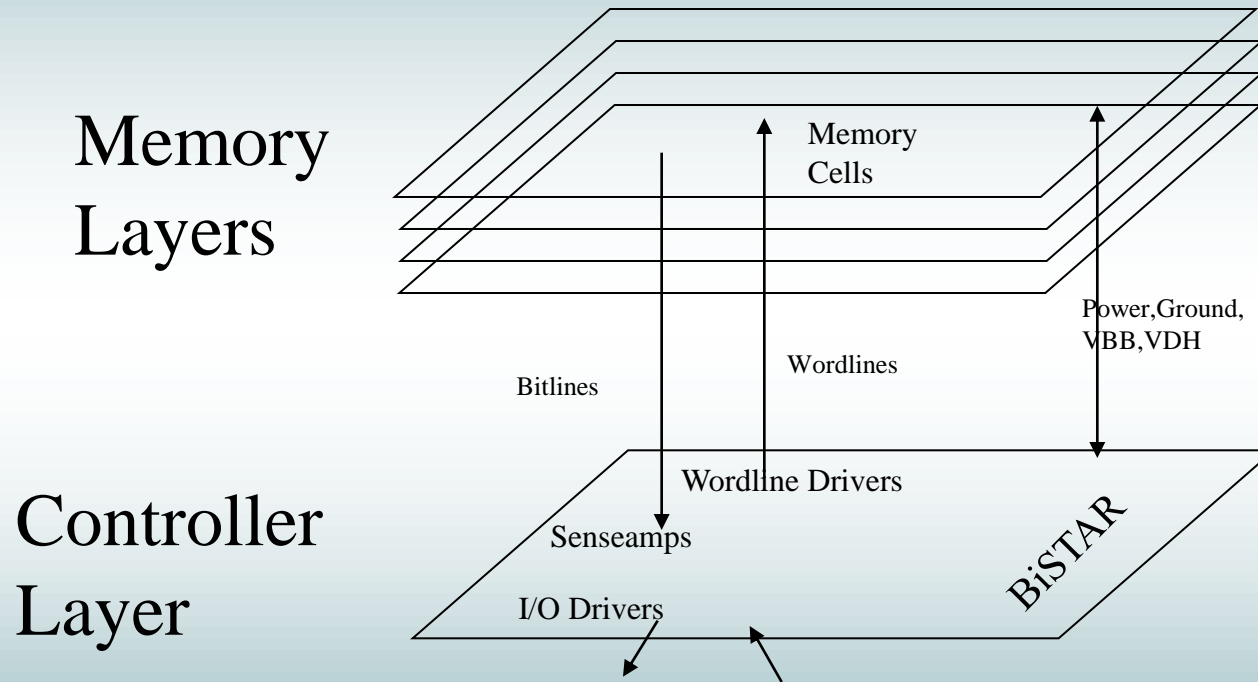 Memory
Layers
Memory
Cells
Power,Ground,
VBB,VDH
Wordlines
Bitlines
Controller
Layer
Wordline Drivers
Senseamps
I/O Drivers
BiSTAR